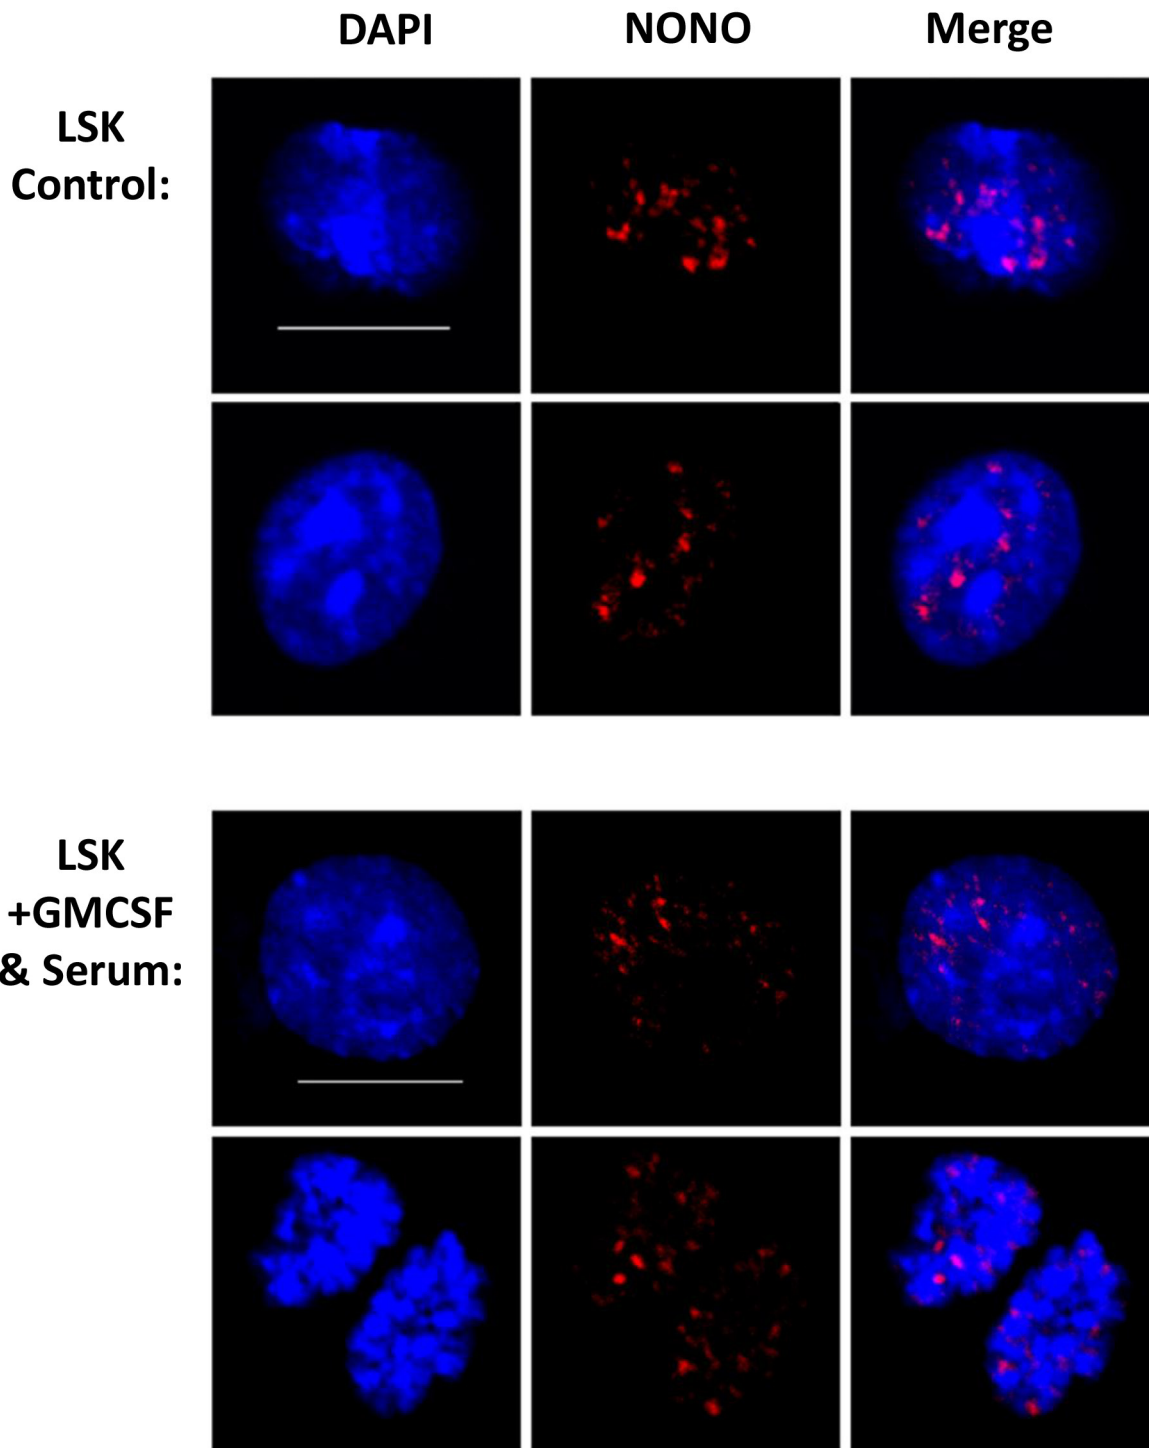 DAPI NONO Merge
LSK
Control:
LSK
+GMCSF
& Serum: